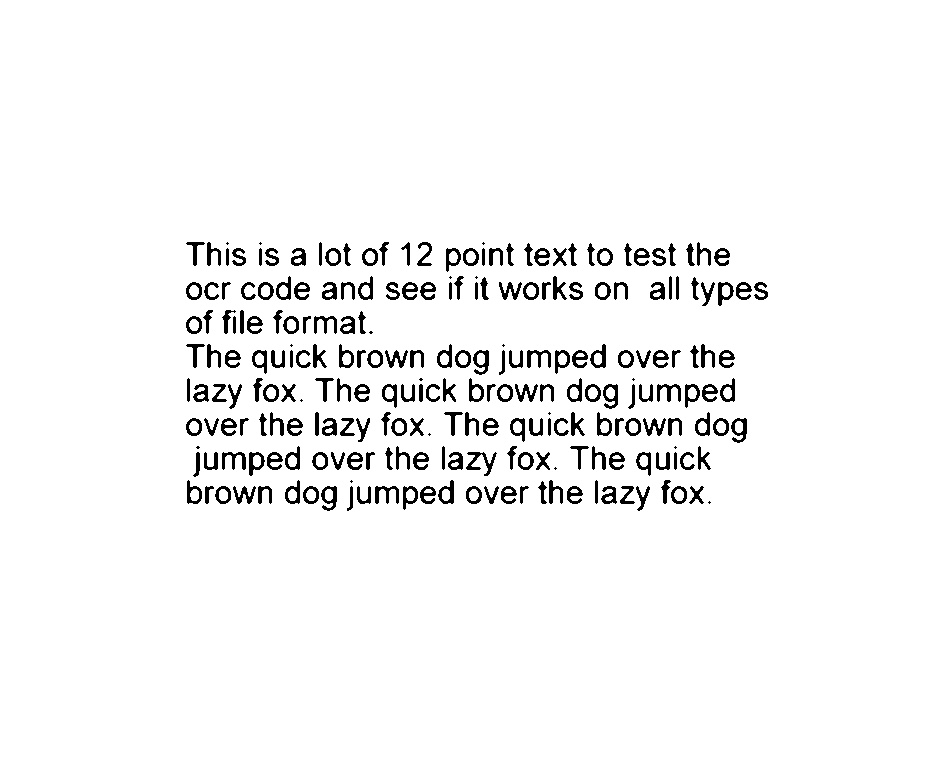 This is a lot of 12 point text to test the
ocr code and see if it works on  all types
of file format.
The quick brown dog jumped over the
lazy fox. The quick brown dog jumped
over the lazy fox. The quick brown dog
 jumped over the lazy fox. The quick
brown dog jumped over the lazy fox.